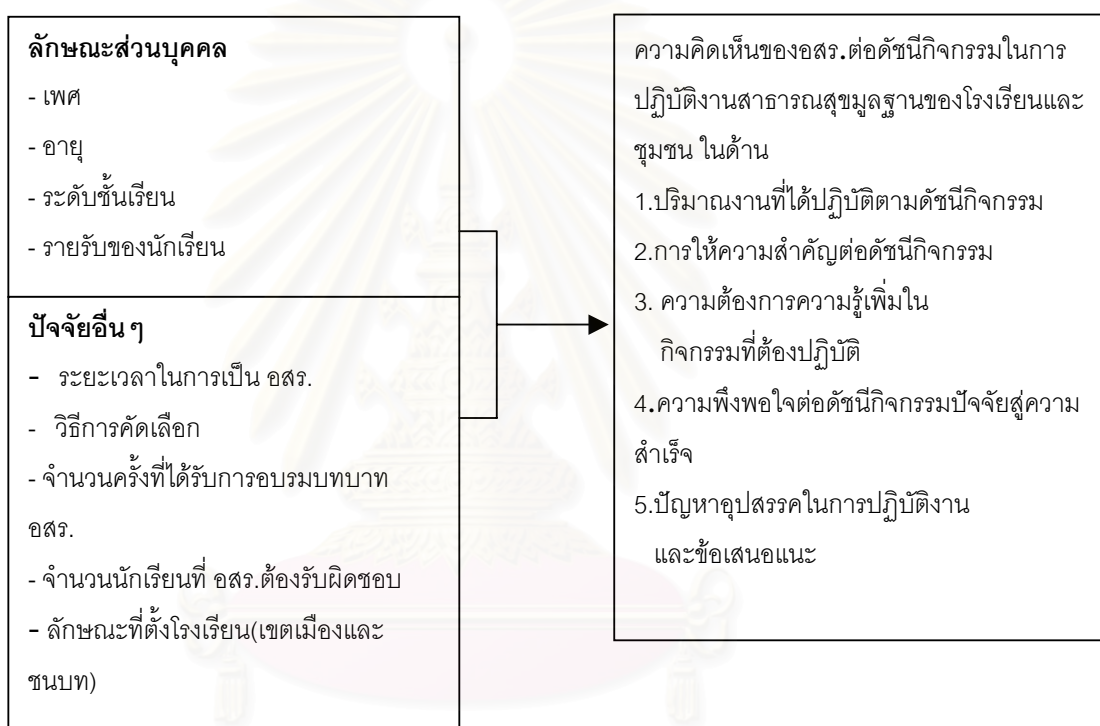 ลักษณะส่วนบุคคล
- เพศ
- อายุ
- ระดับชั้นเรียน
- รายรับของนักเรียน
ปัจจัยอื่น ๆ
- ระยะเวลาในการเป็น อสร.
- วิธีการคัดเลือก
- จำนวนครั้งที่ได้รับการอบรมบทบาท
อสร.
- จำนวนนักเรียนที่ อสร.ต้องรับผิดชอบ
- ลักษณะที่ตั้งโรงเรียน(เขตเมืองและ
ชนบท)
ความคิดเห็นของอสร.ต่อดัชนีกิจกรรมในการ
ปฏิบัติงานสาธารณสุขมูลฐานของโรงเรียนและ
ชุมชน ในด้าน
1.ปริมาณงานที่ได้ปฏิบัติตามดัชนีกิจกรรม
2.การให้ความสำคัญต่อดัชนีกิจกรรม
3. ความต้องการความรู้เพิ่มใน
กิจกรรมที่ต้องปฏิบัติ
4.ความพึงพอใจต่อดัชนีกิจกรรมปัจจัยสู่ความ
สำเร็จ
5.ปัญหาอุปสรรคในการปฏิบัติงาน
และข้อเสนอแนะ